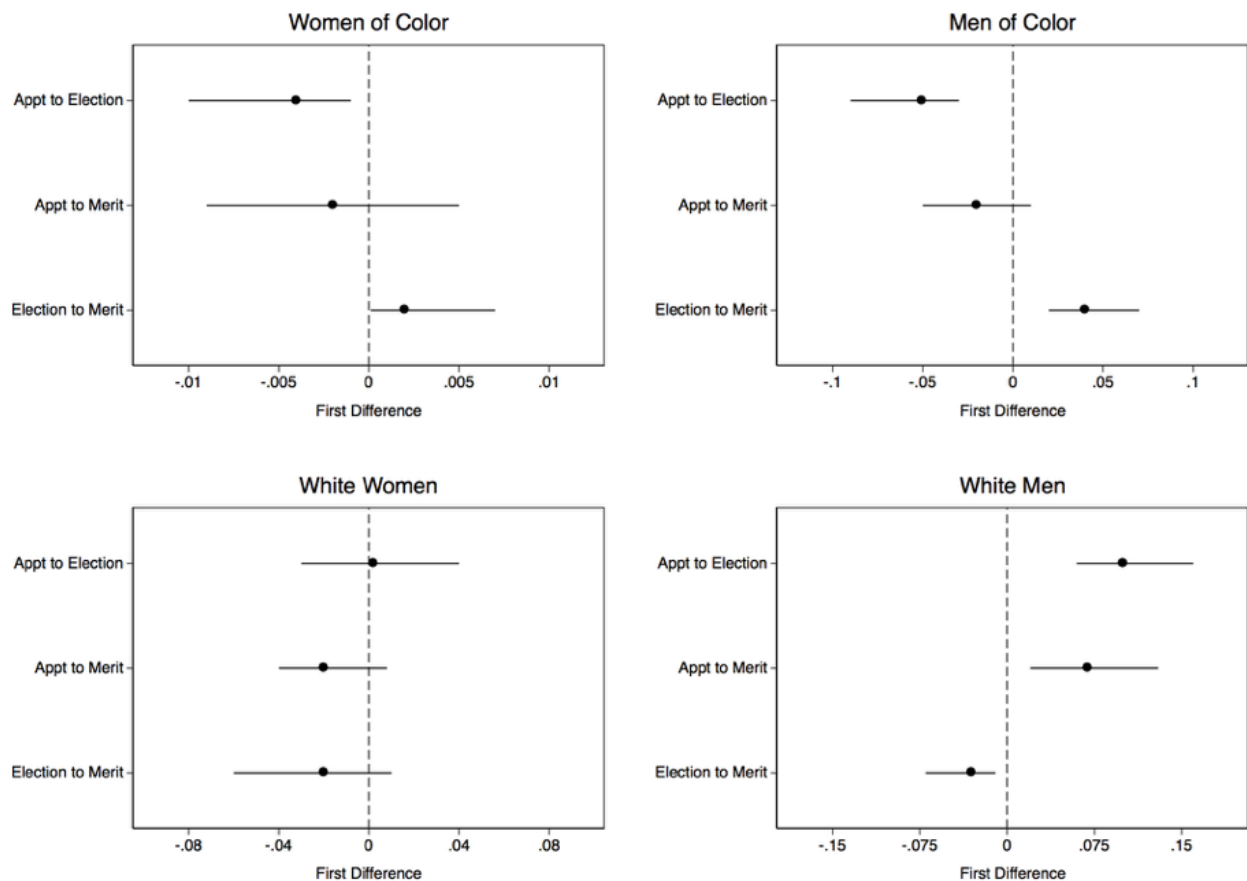 Women of Color
Appt to Election
Appt to Merit
Election to Merit
-.01 -.005 0 .005 .01
First Difference
Men of Color
Appt to Election
Appt to Merit
Election to Merit
-.1 -.05 0 .05 .1
First Difference
White Women
Appt to Election
Appt to Merit
Election to Merit
-.08 -.04 0 .04 .08
First Difference
White Men
Appt to Election
Appt to Merit
Election to Merit
-.15 -.075 0 .075 .15
First Difference